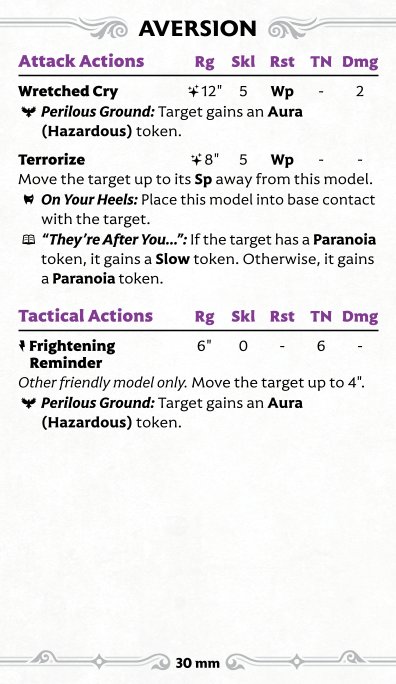 AVERSION
Attack Actions Rg Skl Rst TN Dmg
Wretched Cry 12" 5 Wp - 2
Perilous Ground: Target gains an Aura
(Hazardous) token.
Terrorize 8" 5 Wp - -
Move the target up to its Sp away from this model.
On Your Heels: Place this model into base contact
with the target.
“They’re After You...”: If the target has a Paranoia
token, it gains a Slow token. Otherwise, it gains
a Paranoia token.
Tactical Actions Rg Skl Rst TN Dmg
Frightening 6" 0 - 6 -
Reminder
Other friendly model only. Move the target up to 4".
Perilous Ground: Target gains an Aura
(Hazardous) token.
30 mm